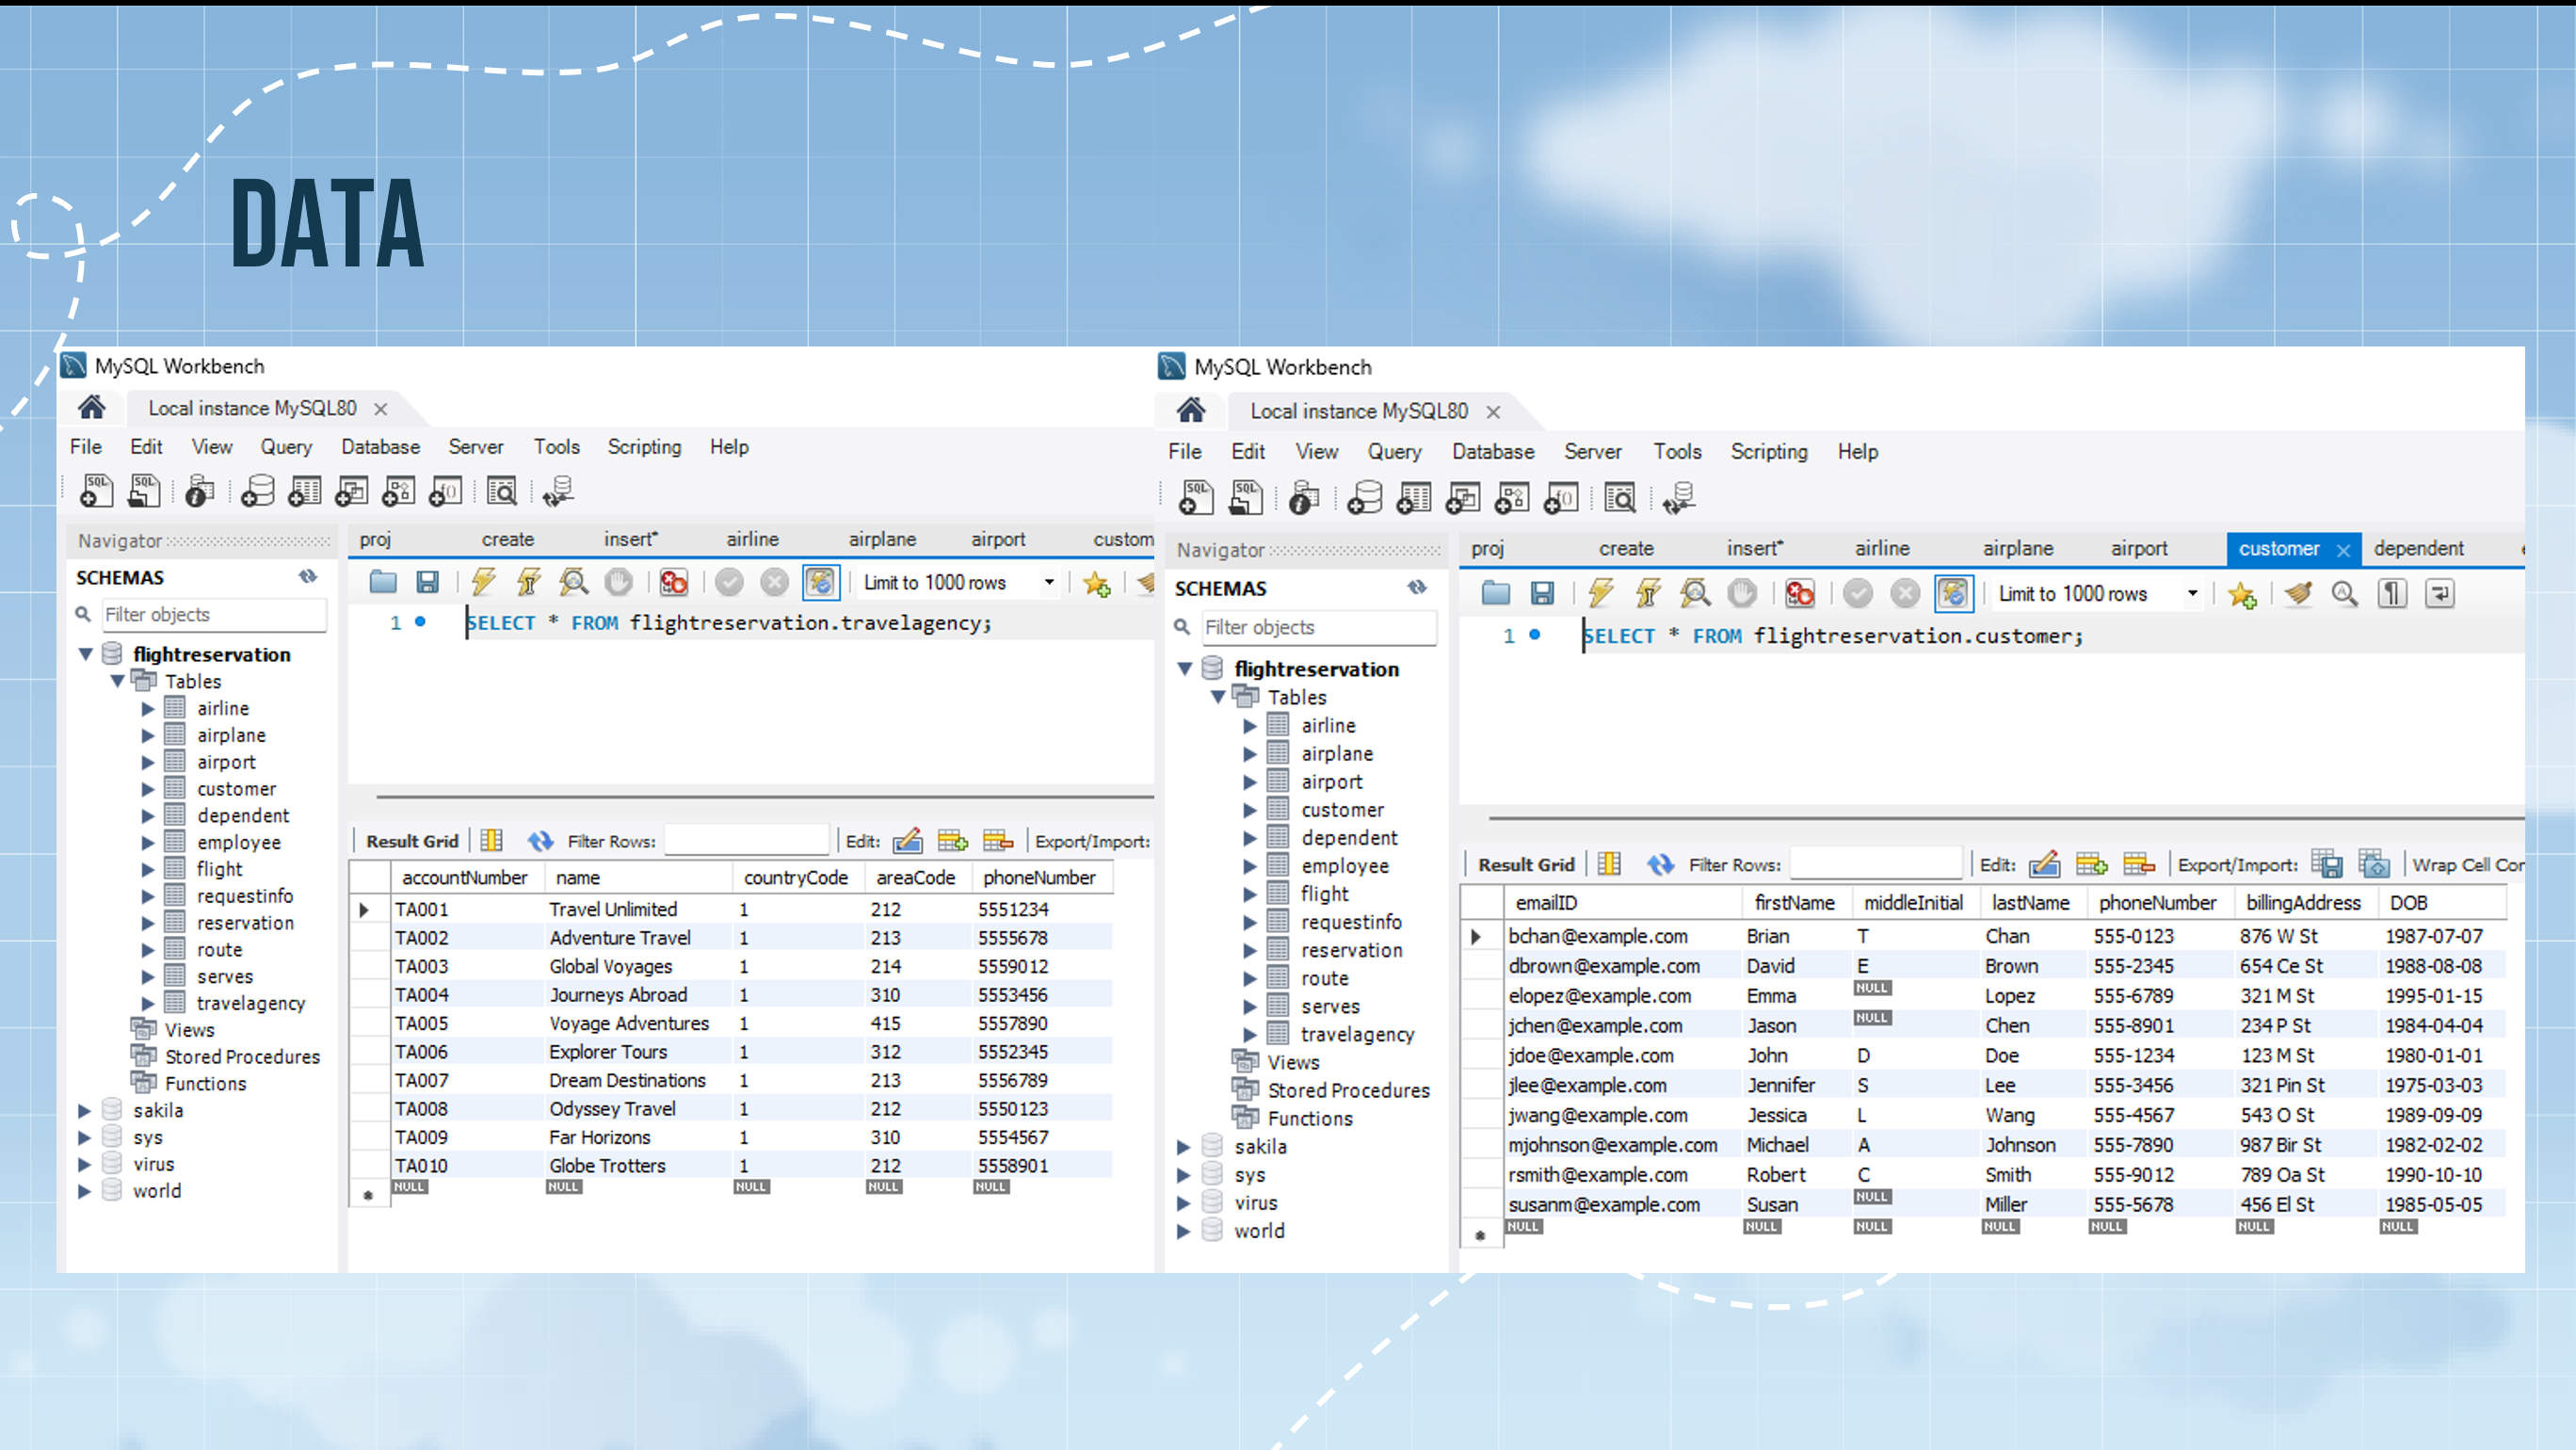 DATA
MySQL Workbench
Local instance MySQL80
File Edit View Query Database Server Tools Scripting Help
Navigator
SCHEMAS
Filter objects
flightreservation
Tables
airline
airplane
airport
customer
dependent
employee
flight
requestinfo
reservation
route
serves
travelagency
Views
Stored Procedures
Functions
sakila
sys
virus
world
proj create insert* airline airplane airport custom
Limit to 1000 rows
1 SELECT * FROM flightreservation.travelagency;
Result Grid Filter Rows: Edit: Export/Import:
accountNumber name countryCode areaCode phoneNumber
TA001 Travel Unlimited 1 212 5551234
TA002 Adventure Travel 1 213 5555678
TA003 Global Voyages 1 214 5559012
TA004 Journeys Abroad 1 310 5553456
TA005 Voyage Adventures 1 415 5557890
TA006 Explorer Tours 1 312 5552345
TA007 Dream Destinations 1 213 5556789
TA008 Odyssey Travel 1 212 5550123
TA009 Far Horizons 1 310 5554567
TA010 Globe Trotters 1 212 5558901
NULL NULL NULL NULL NULL
MySQL Workbench
Local instance MySQL80
File Edit View Query Database Server Tools Scripting Help
Navigator
SCHEMAS
Filter objects
flightreservation
Tables
airline
airplane
airport
customer
dependent
employee
flight
requestinfo
reservation
route
serves
travelagency
Views
Stored Procedures
Functions
sakila
sys
virus
world
proj create insert* airline airplane airport customer dependent
Limit to 1000 rows
1 SELECT * FROM flightreservation.customer;
Result Grid Filter Rows: Edit: Export/Import: Wrap Cell Con
emailID firstName middleInitial lastName phoneNumber billingAddress DOB
bchan@example.com Brian T Chan 555-0123 876 W St 1987-07-07
dbrown@example.com David E Brown 555-2345 654 Ce St 1988-08-08
elopez@example.com Emma NULL Lopez 555-6789 321 M St 1995-01-15
jchen@example.com Jason NULL Chen 555-8901 234 P St 1984-04-04
jdoe@example.com John D Doe 555-1234 123 M St 1980-01-01
jlee@example.com Jennifer S Lee 555-3456 321 Pin St 1975-03-03
jwang@example.com Jessica L Wang 555-4567 543 O St 1989-09-09
mjohnson@example.com Michael A Johnson 555-7890 987 Bir St 1982-02-02
rsmith@example.com Robert C Smith 555-9012 789 Oa St 1990-10-10
susanm@example.com Susan NULL Miller 555-5678 456 El St 1985-05-05
NULL NULL NULL NULL NULL NULL NULL